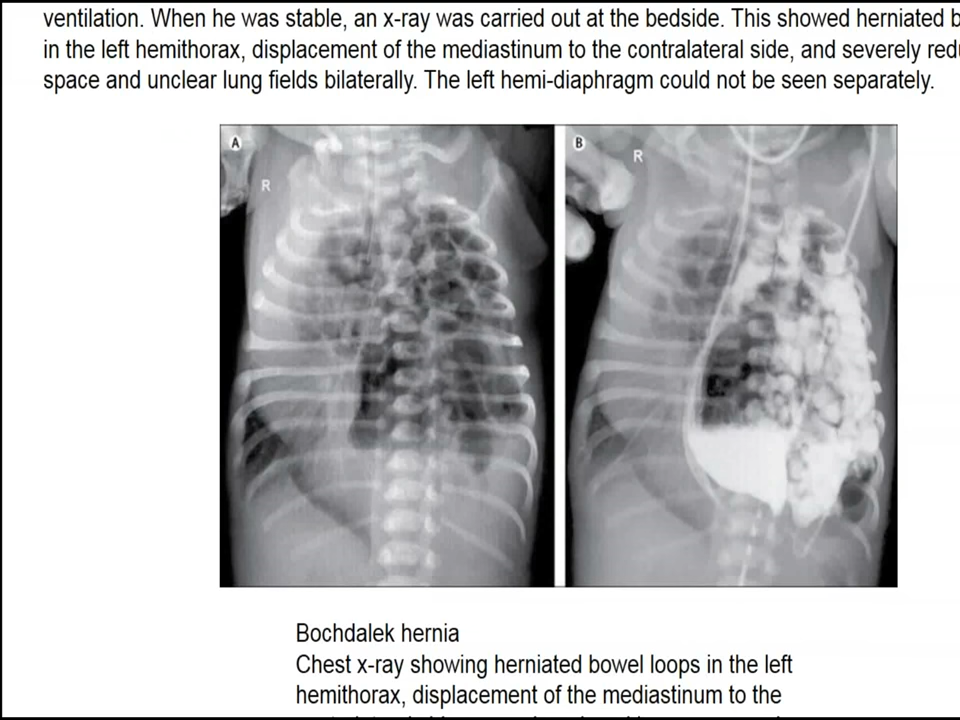 ventilation. When he was stable, an x-ray was carried out at the bedside. This showed herniated
in the left hemithorax, displacement of the mediastinum to the contralateral side, and severely
space and unclear lung fields bilaterally. The left hemi-diaphragm could not be seen separately.
A
R
B
R
Bochdalek hernia
Chest x-ray showing herniated bowel loops in the left
hemithorax, displacement of the mediastinum to the